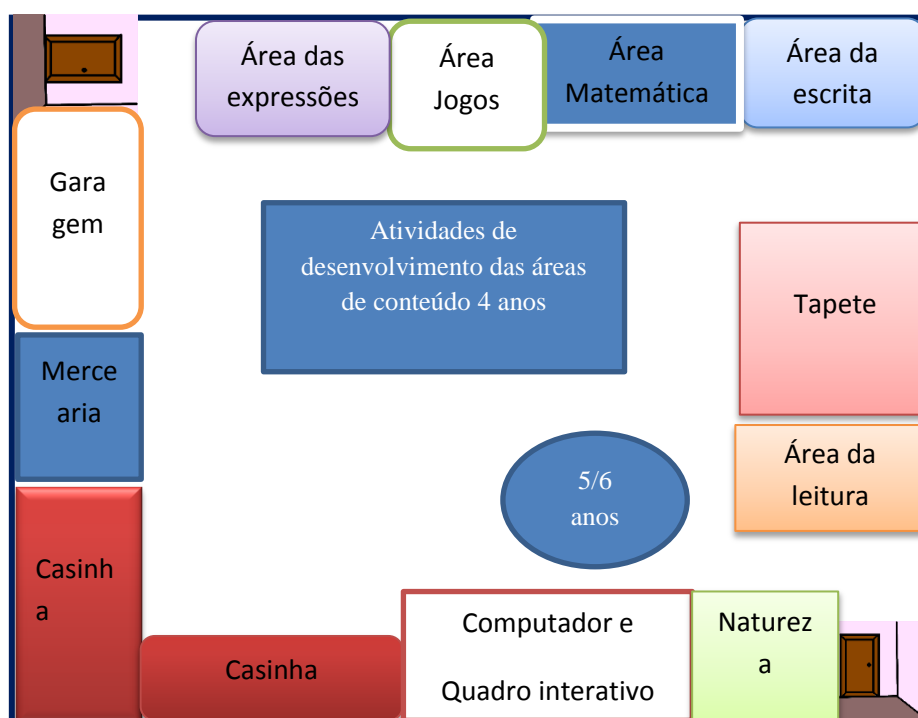 Área das
expressões
Área
Jogos
Área
Matemática
Área da
escrita
Gara
gem
Atividades de
desenvolvimento das áreas
de conteúdo 4 anos
Tapete
Merce
aria
Área da
leitura
5/6
anos
Casinh
a
Casinha
Computador e
Quadro interativo
Naturez
a